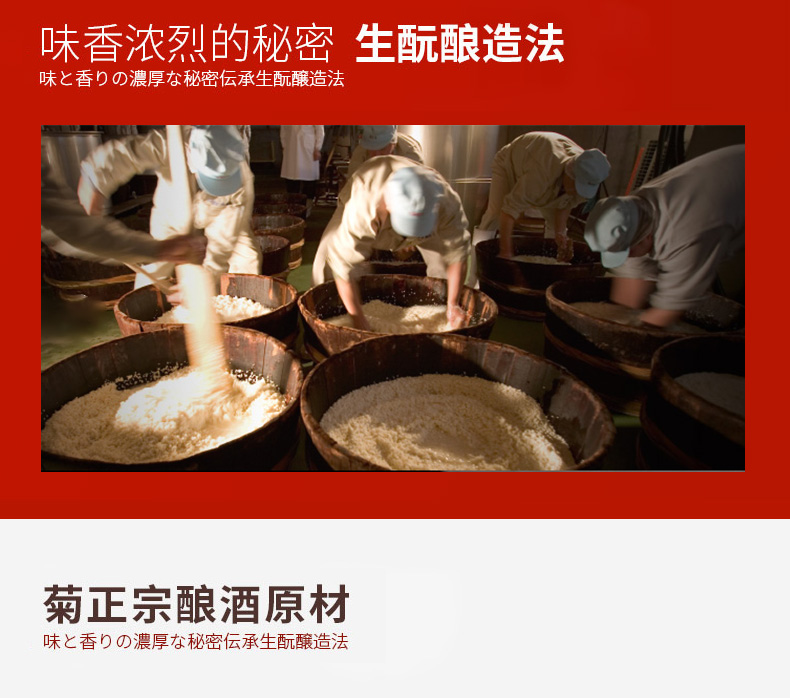 味香浓烈的秘密 生酛酿造法
味と香りの濃厚な秘密伝承生酛醸造法
菊正宗酿酒原材
味と香りの濃厚な秘密伝承生酛醸造法